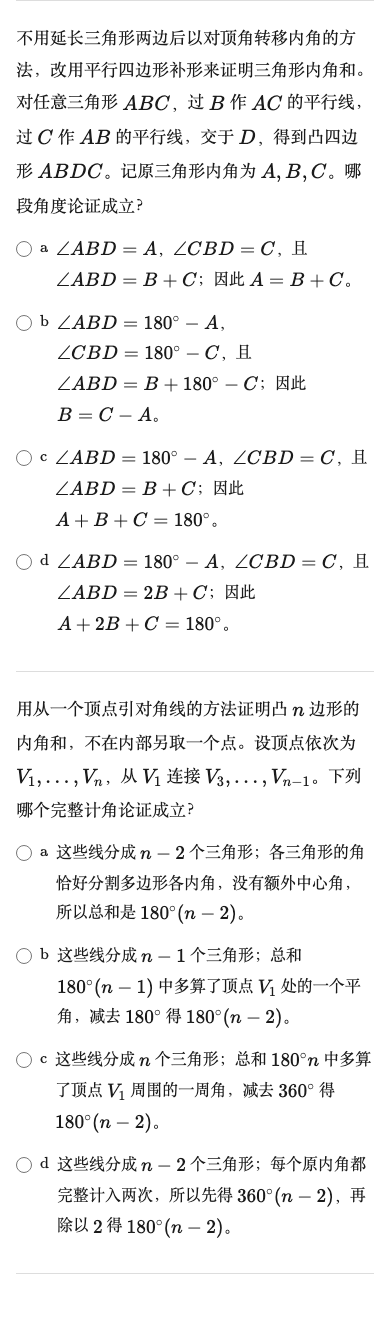 不用延长三角形两边后以对顶角转移内角的方
法，改用平行四边形补形来证明三角形内角和。
对任意三角形 ABC，过 B 作 AC 的平行线，
过 C 作 AB 的平行线，交于 D，得到凸四边
形 ABDC。记原三角形内角为 A, B, C。哪
段角度论证成立？
a ∠ABD = A，∠CBD = C，且
∠ABD = B + C；因此 A = B + C。
b ∠ABD = 180° − A，
∠CBD = 180° − C，且
∠ABD = B + 180° − C；因此
B = C − A。
c ∠ABD = 180° − A，∠CBD = C，且
∠ABD = B + C；因此
A + B + C = 180°。
d ∠ABD = 180° − A，∠CBD = C，且
∠ABD = 2B + C；因此
A + 2B + C = 180°。
用从一个顶点引对角线的方法证明凸 n 边形的
内角和，不在内部另取一个点。设顶点依次为
V₁, . . . , Vₙ，从 V₁ 连接 V₃, . . . , Vₙ₋₁。下列
哪个完整计角论证成立？
a 这些线分成 n − 2 个三角形；各三角形的角
恰好分割多边形各内角，没有额外中心角，
所以总和是 180°(n − 2)。
b 这些线分成 n − 1 个三角形；总和
180°(n − 1) 中多算了顶点 V₁ 处的一个平
角，减去 180° 得 180°(n − 2)。
c 这些线分成 n 个三角形；总和 180°n 中多算
了顶点 V₁ 周围的一周角，减去 360° 得
180°(n − 2)。
d 这些线分成 n − 2 个三角形；每个原内角都
完整计入两次，所以先得 360°(n − 2)，再
除以 2 得 180°(n − 2)。